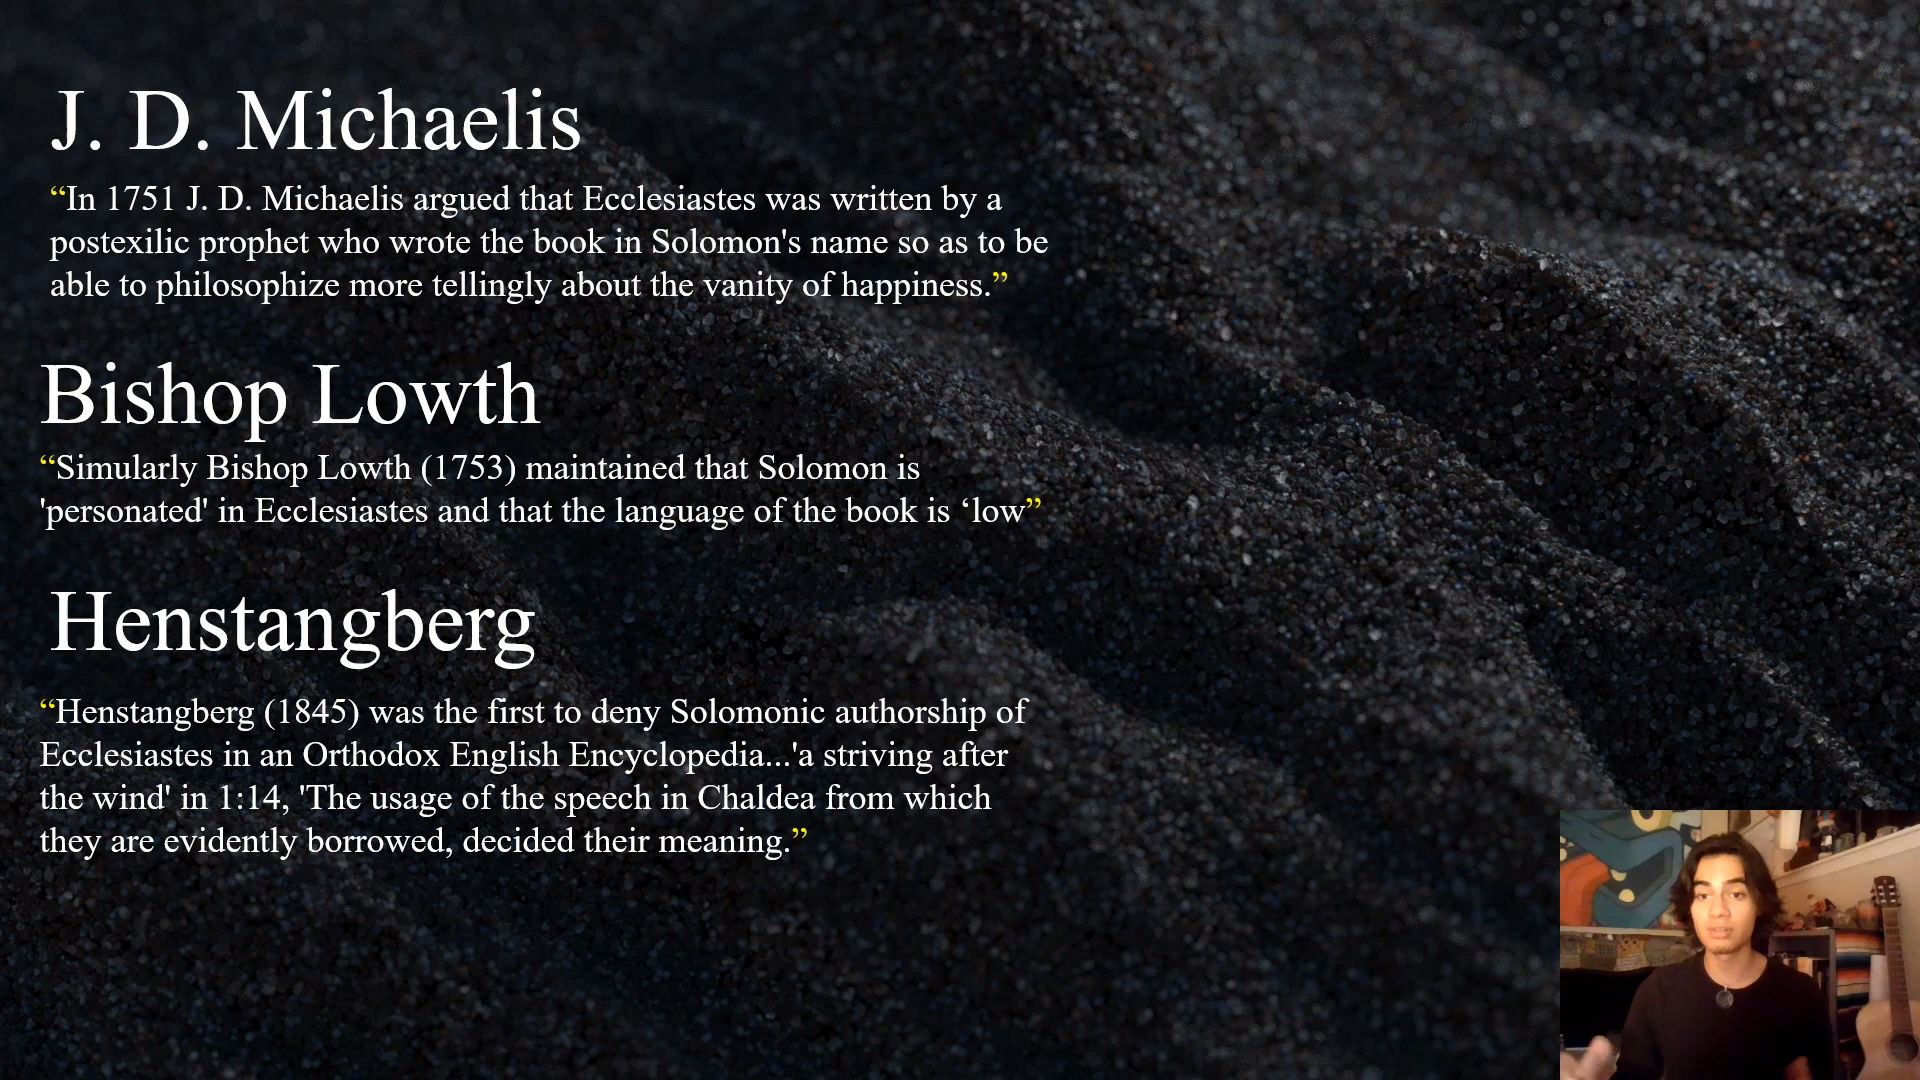 J. D. Michaelis
“In 1751 J. D. Michaelis argued that Ecclesiastes was written by a
postexilic prophet who wrote the book in Solomon's name so as to be
able to philosophize more tellingly about the vanity of happiness.”
Bishop Lowth
“Simularly Bishop Lowth (1753) maintained that Solomon is
'personated' in Ecclesiastes and that the language of the book is ‘low”
Henstangberg
“Henstangberg (1845) was the first to deny Solomonic authorship of
Ecclesiastes in an Orthodox English Encyclopedia...'a striving after
the wind' in 1:14, 'The usage of the speech in Chaldea from which
they are evidently borrowed, decided their meaning.”